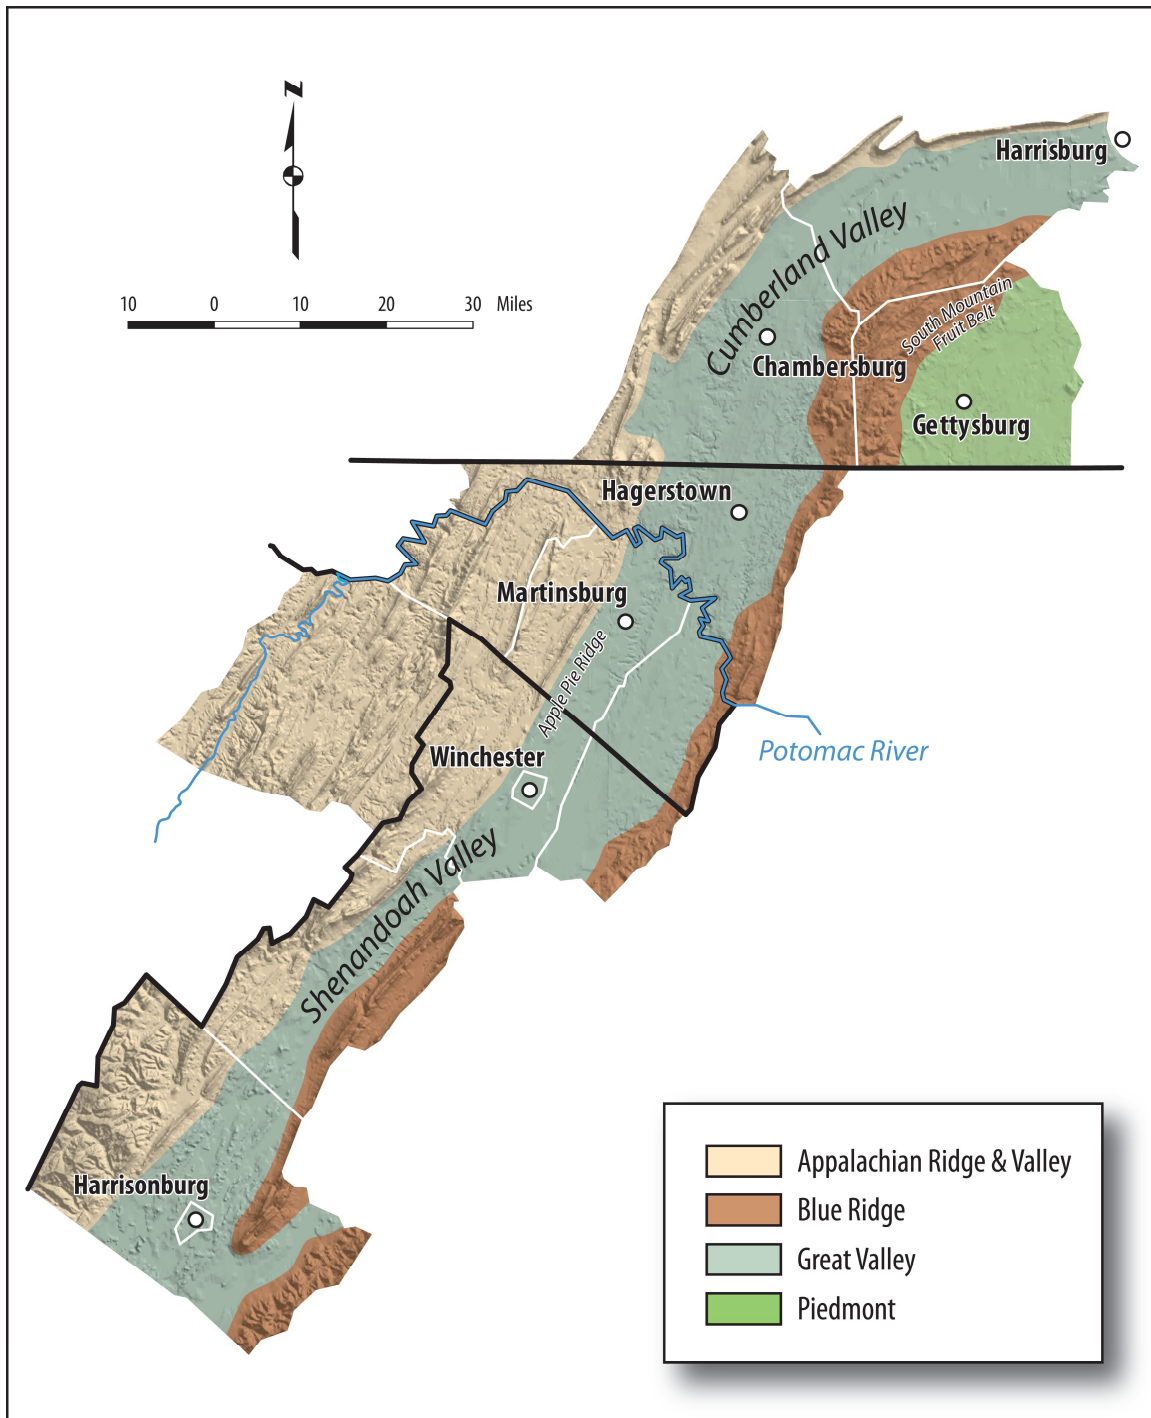 N
Harrisburg
Cumberland Valley
10 0 10 20 30 Miles
South Mountain
Fruit Belt
Chambersburg
Gettysburg
Hagerstown
Martinsburg
Apple Pie Ridge
Winchester
Potomac River
Shenandoah Valley
Harrisonburg
Appalachian Ridge & Valley
Blue Ridge
Great Valley
Piedmont